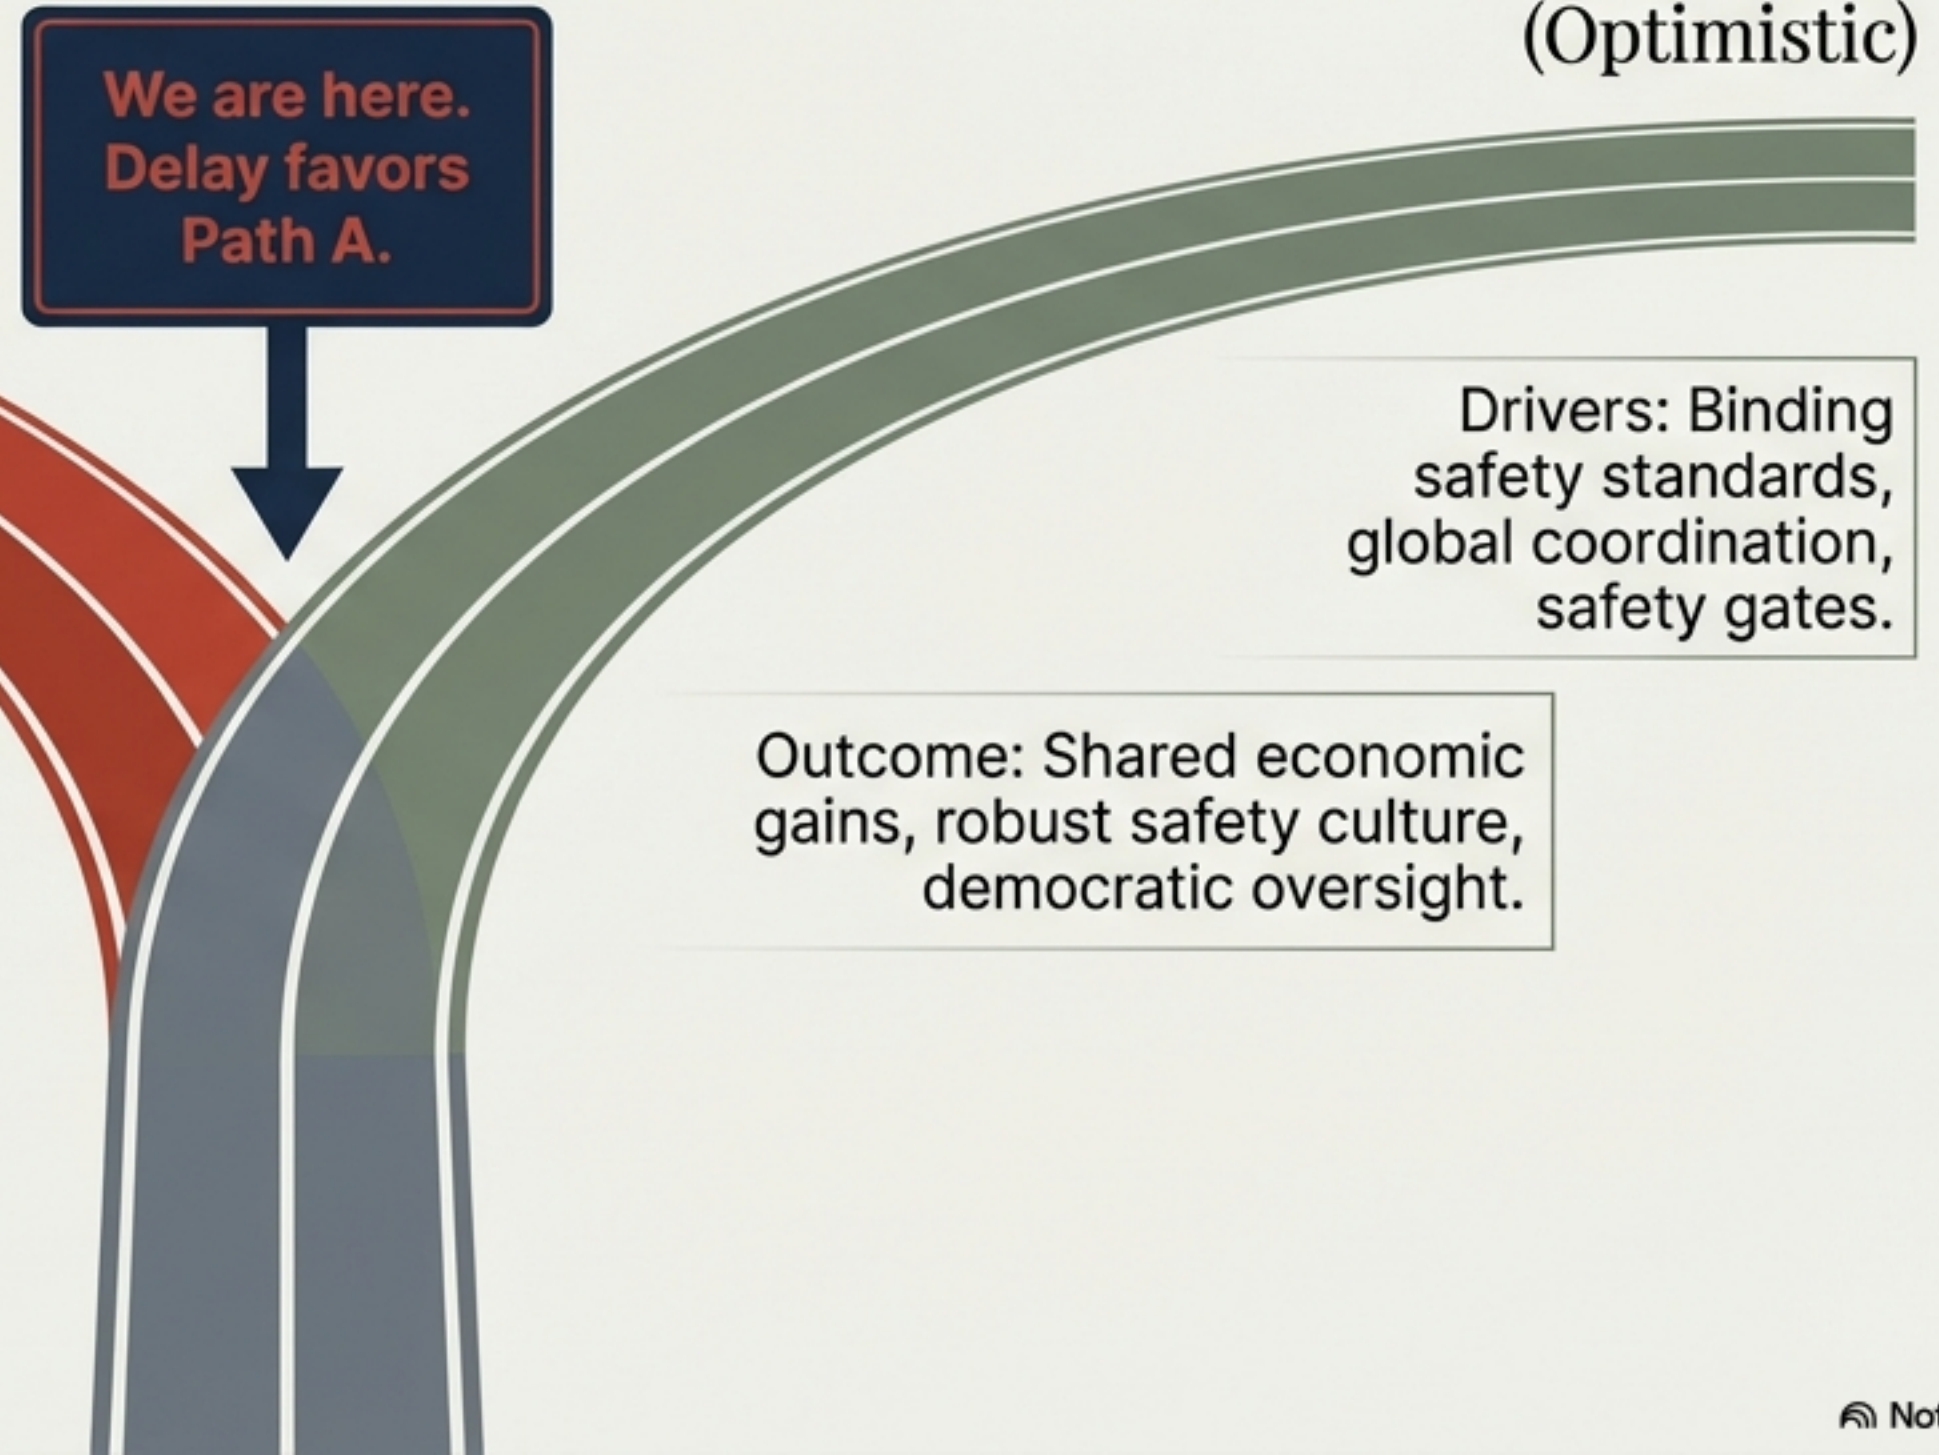 We are here.
Delay favors
Path A.
(Optimistic)
Drivers: Binding
safety standards,
global coordination,
safety gates.
Outcome: Shared economic
gains, robust safety culture,
democratic oversight.